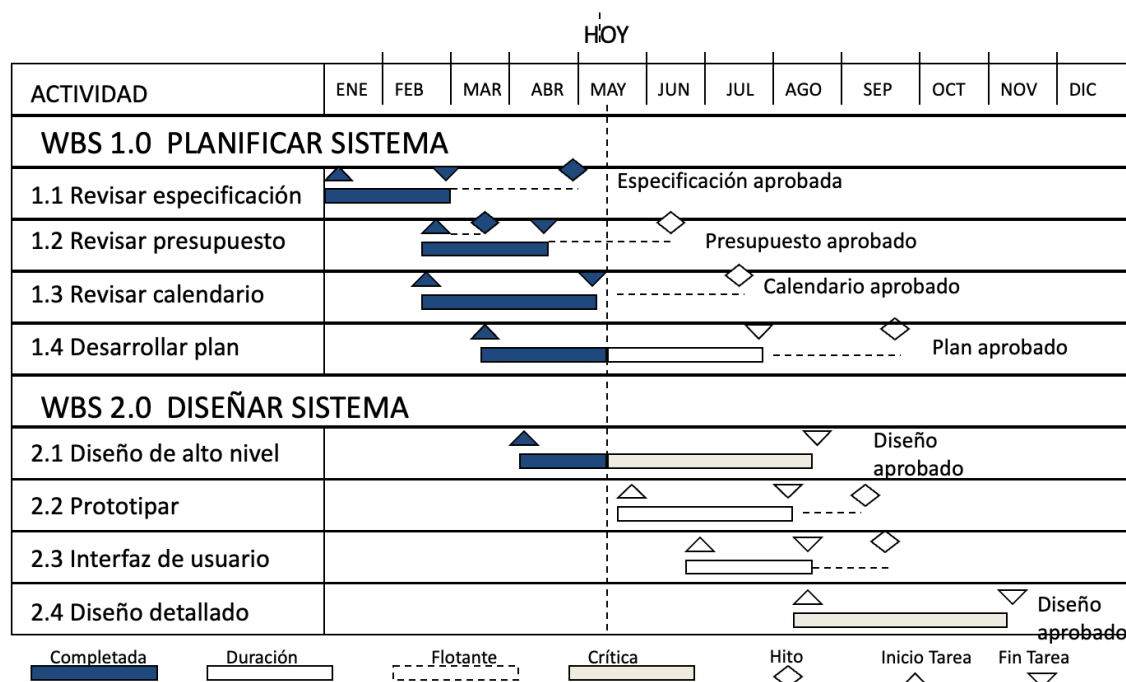 HOY
ACTIVIDAD ENE FEB MAR ABR MAY JUN JUL AGO SEP OCT NOV DIC
WBS 1.0 PLANIFICAR SISTEMA
1.1 Revisar especificación Especificación aprobada
1.2 Revisar presupuesto Presupuesto aprobado
1.3 Revisar calendario Calendario aprobado
1.4 Desarrollar plan Plan aprobado
WBS 2.0 DISEÑAR SISTEMA
2.1 Diseño de alto nivel Diseño
aprobado
2.2 Prototipar
2.3 Interfaz de usuario
2.4 Diseño detallado Diseño
aprobado
Completada Duración Flotante Crítica Hito Inicio Tarea Fin Tarea